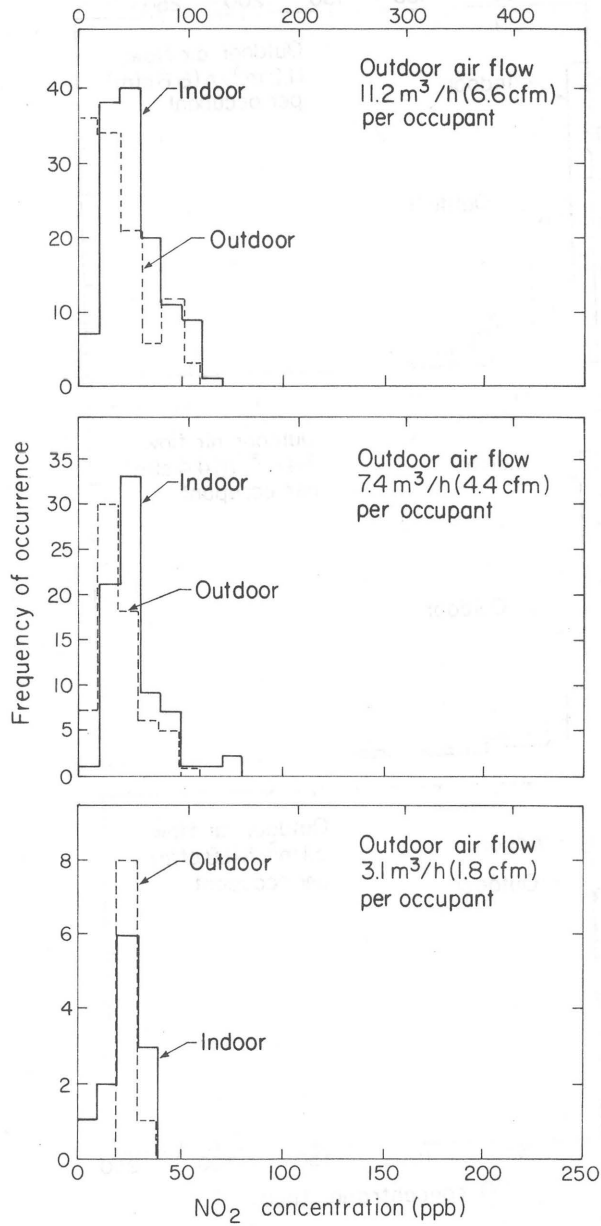 0 100 200 300 400
Outdoor air flow
11.2 m³/h (6.6 cfm)
per occupant
Indoor
Outdoor
40
30
20
10
0
Outdoor air flow
7.4 m³/h (4.4 cfm)
per occupant
Indoor
Outdoor
35
30
25
20
15
10
5
0
Frequency of occurrence
Outdoor air flow
3.1 m³/h (1.8 cfm)
per occupant
Outdoor
Indoor
8
6
4
2
0
0 50 100 150 200 250
NO₂ concentration (ppb)